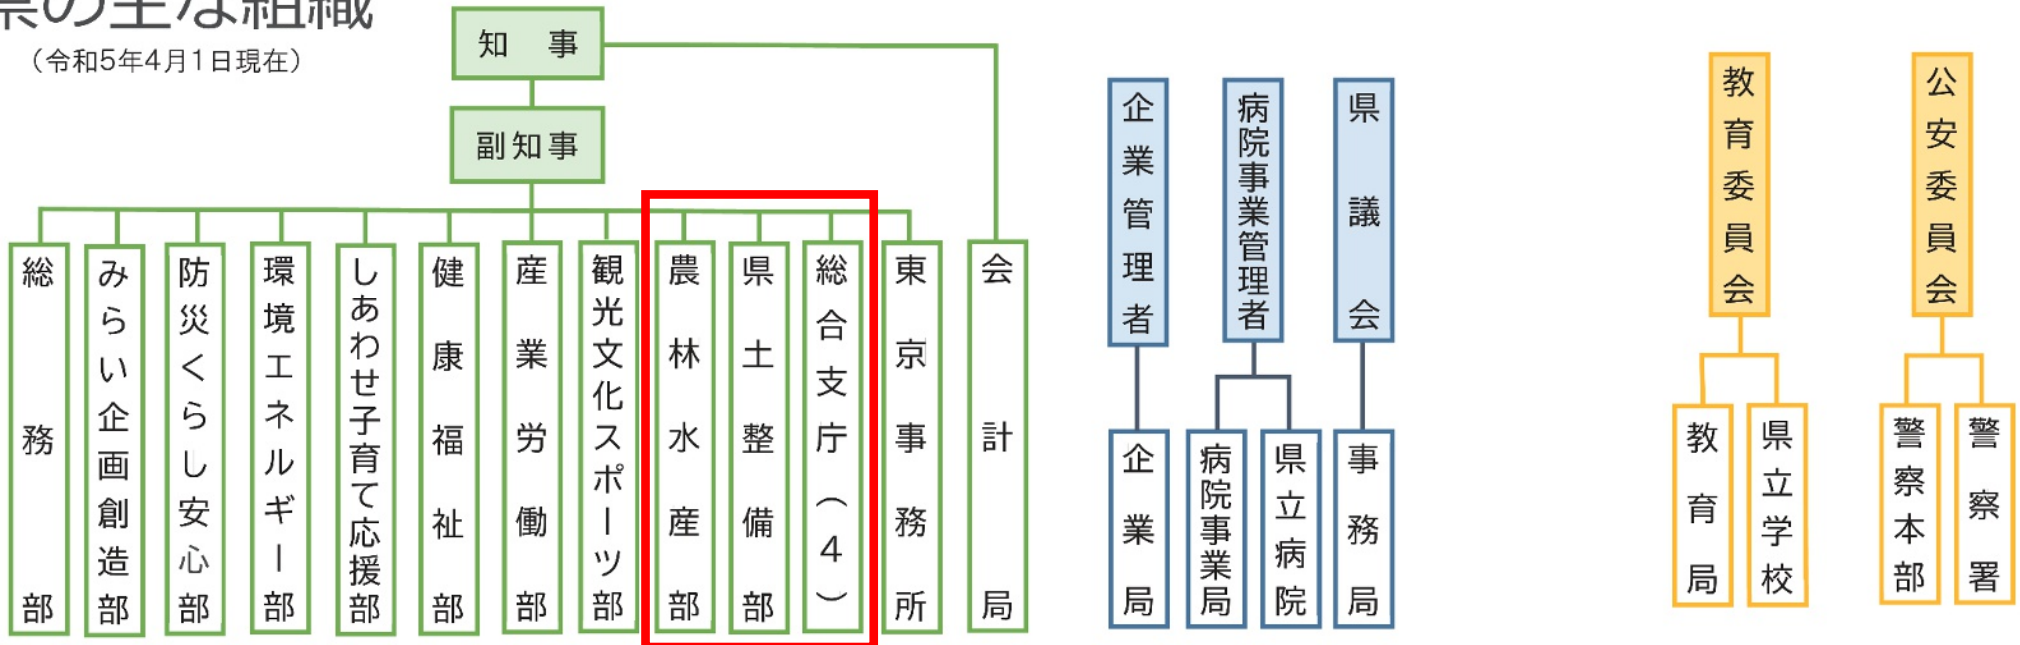 県の主な組織
（令和5年4月1日現在）
知　事
副知事
総務部
みらい企画創造部
防災くらし安心部
環境エネルギー部
しあわせ子育て応援部
健康福祉部
産業労働部
観光文化スポーツ部
農林水産部
県土整備部
総合支庁（4）
東京事務所
会計局
企業管理者
企業局
病院事業管理者
病院事業局
県立病院
県議会
事務局
教育委員会
教育局
県立学校
公安委員会
警察本部
警察署